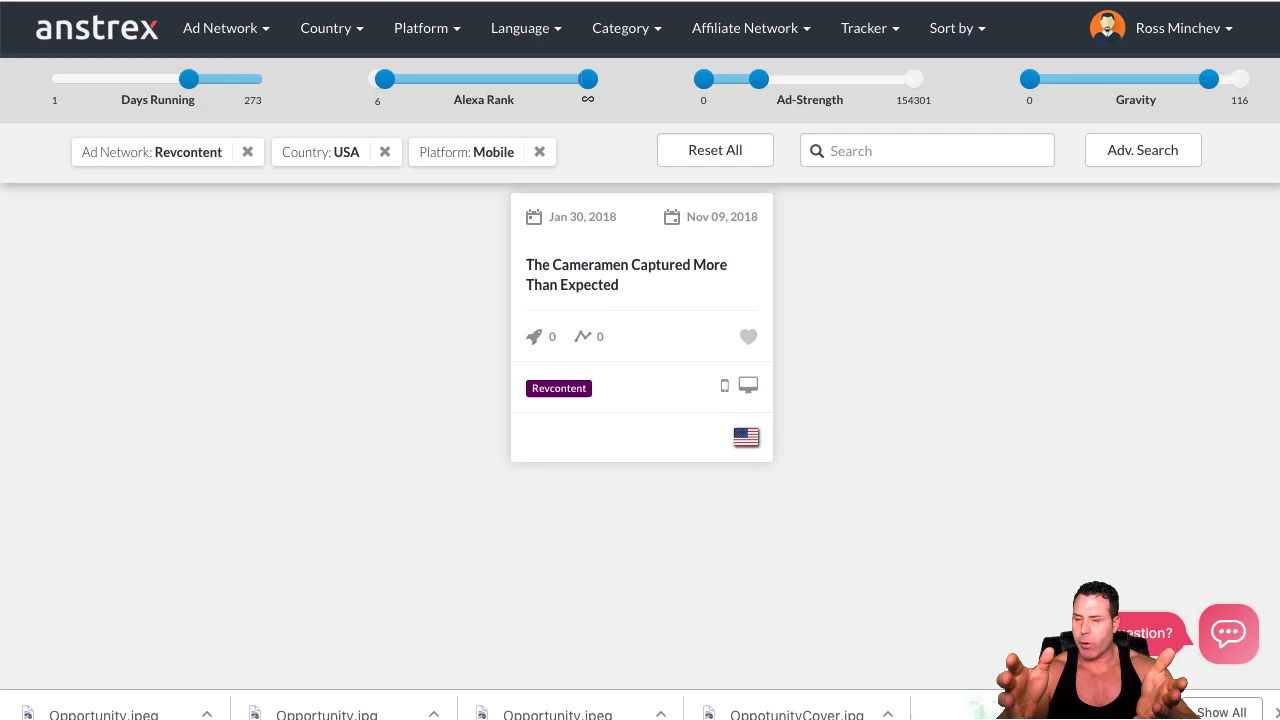 anstrex Ad Network Country Platform Language Category Affiliate Network Tracker Sort by Ross Minchev
1 Days Running 273 6 Alexa Rank ∞ 0 Ad-Strength 154301 0 Gravity 116
Ad Network: Revcontent Country: USA Platform: Mobile Reset All Search Adv. Search
Jan 30, 2018 Nov 09, 2018
The Cameramen Captured More
Than Expected
0 0
Revcontent
Opportunity.jpeg Opportunity.jpg Opportunity.jpeg OppotunityCover.jpg Show All